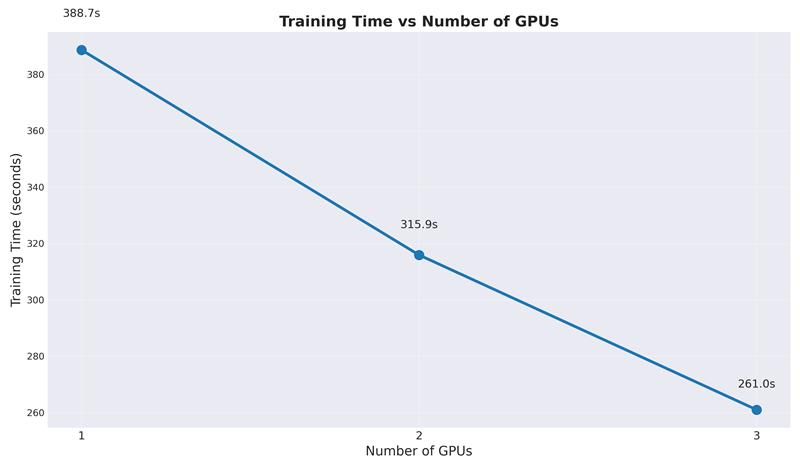 388.7s
Training Time vs Number of GPUs
380
360
340
320
300
280
260
Training Time (seconds)
315.9s
261.0s
1 2 3
Number of GPUs